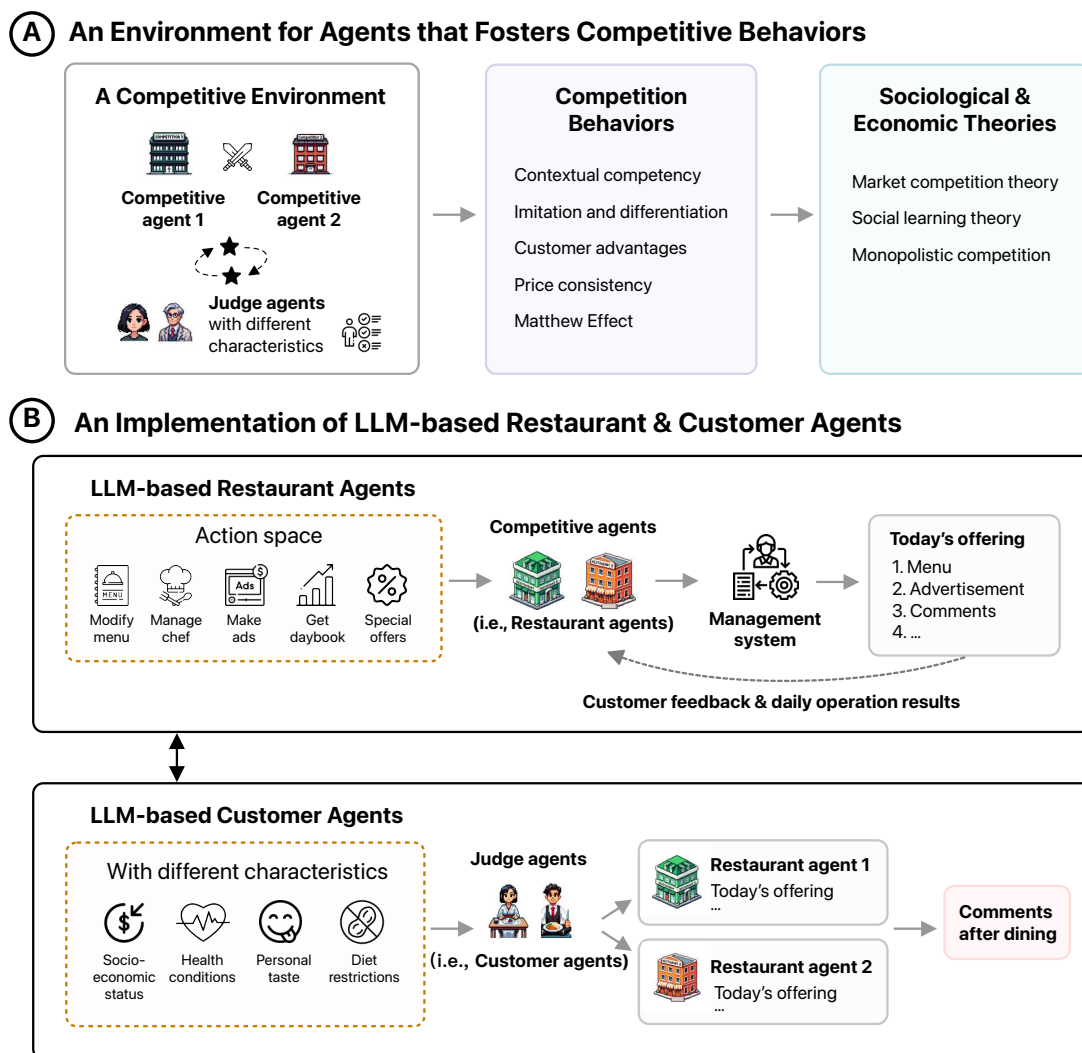 A An Environment for Agents that Fosters Competitive Behaviors
A Competitive Environment
Competitive
agent 1
Competitive
agent 2
Judge agents
with different
characteristics
Competition
Behaviors
Contextual competency
Imitation and differentiation
Customer advantages
Price consistency
Matthew Effect
Sociological &
Economic Theories
Market competition theory
Social learning theory
Monopolistic competition
B An Implementation of LLM-based Restaurant & Customer Agents
LLM-based Restaurant Agents
Action space
MENU
Modify
menu
Manage
chef
Ads
Make
ads
Get
daybook
Special
offers
Competitive agents
(i.e., Restaurant agents)
Management
system
Today's offering
1. Menu
2. Advertisement
3. Comments
4. ...
Customer feedback & daily operation results
LLM-based Customer Agents
With different characteristics
Socio-
economic
status
Health
conditions
Personal
taste
Diet
restrictions
Judge agents
(i.e., Customer agents)
Restaurant agent 1
Today's offering
...
Restaurant agent 2
Today's offering
...
Comments
after dining